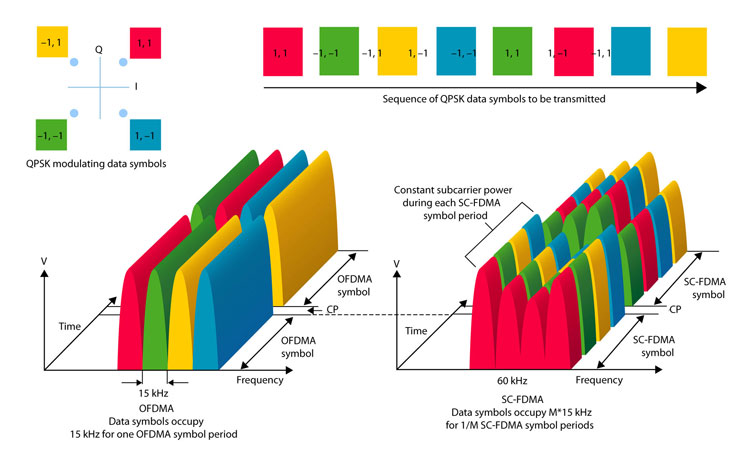 –1, 1
1, 1
Q
I
–1, –1
1, –1
QPSK modulating data symbols
1, 1
–1, –1
–1, 1
1, –1
–1, –1
1, 1
1, –1
–1, 1
Sequence of QPSK data symbols to be transmitted
V
Time
OFDMA
symbol
CP
OFDMA
symbol
15 kHz
Frequency
OFDMA
Data symbols occupy
15 kHz for one OFDMA symbol period
Constant subcarrier power
during each SC-FDMA
symbol period
V
Time
SC-FDMA
symbol
CP
SC-FDMA
symbol
60 kHz
Frequency
SC-FDMA
Data symbols occupy M*15 kHz
for 1/M SC-FDMA symbol periods